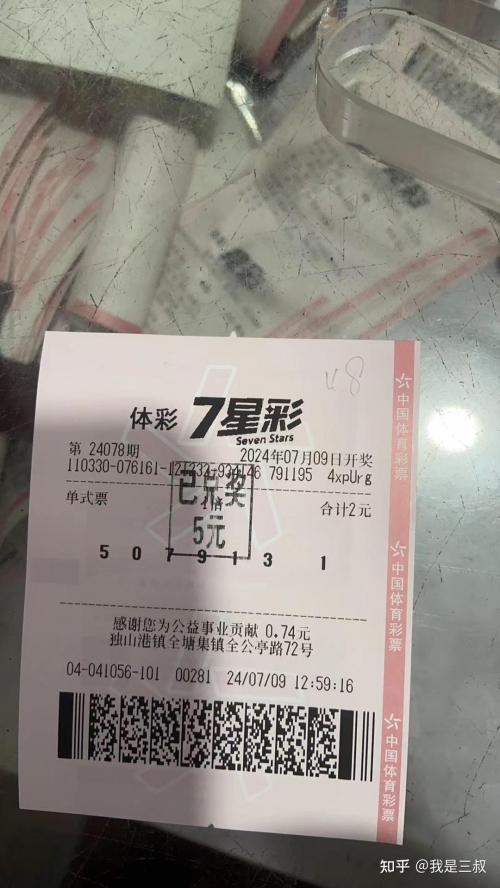 V8
体彩 7星彩
Seven Stars
第 24078期 2024年07月09日开奖
110330-076161-121232-934146 791195 4xpUrg
已兑奖
5元
单式票 1倍 合计2元
5 0 7 9 1 3 1
感谢您为公益事业贡献 0.74元
独山港镇全塘集镇全公亭路72号
04-041056-101 00281 24/07/09 12:59:16
中国体育彩票
中国体育彩票
中国体育彩票
知乎 @我是三叔